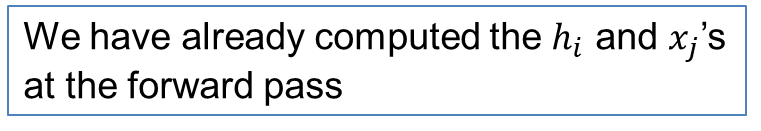 We have already computed the hᵢ and xⱼ’s
at the forward pass